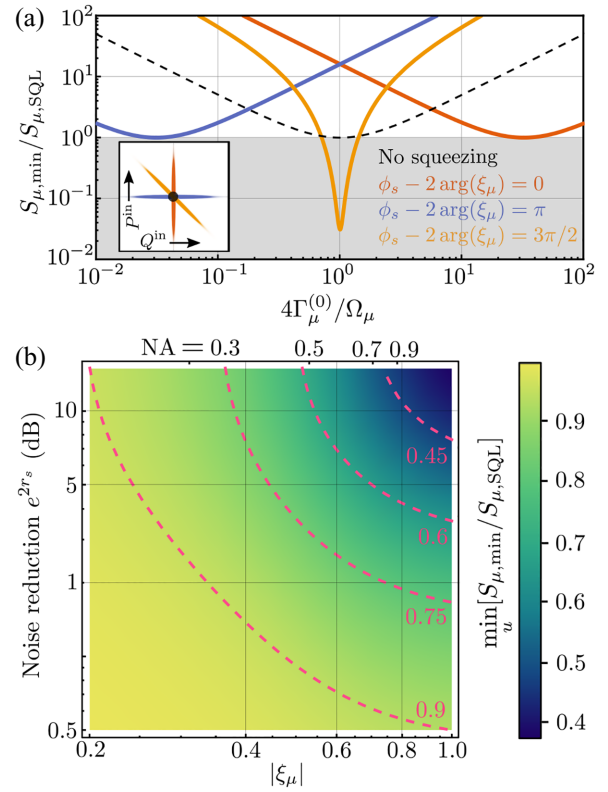 (a)
S_{μ,min}/S_{μ,SQL}
10^2
10^1
10^0
10^{-1}
10^{-2}
P^{in}
Q^{in}
No squeezing
ϕ_s − 2 arg(ξ_μ) = 0
ϕ_s − 2 arg(ξ_μ) = π
ϕ_s − 2 arg(ξ_μ) = 3π/2
10^{-2} 10^{-1} 10^0 10^1 10^2
4Γ_μ^{(0)}/Ω_μ
(b)
NA = 0.3 0.5 0.7 0.9
Noise reduction e^{2r_s} (dB)
10
5
1
0.5
0.45
0.6
0.75
0.9
0.2 0.4 0.6 0.8 1.0
|ξ_μ|
0.9
0.8
0.7
0.6
0.5
0.4
min_u[S_{μ,min}/S_{μ,SQL}]